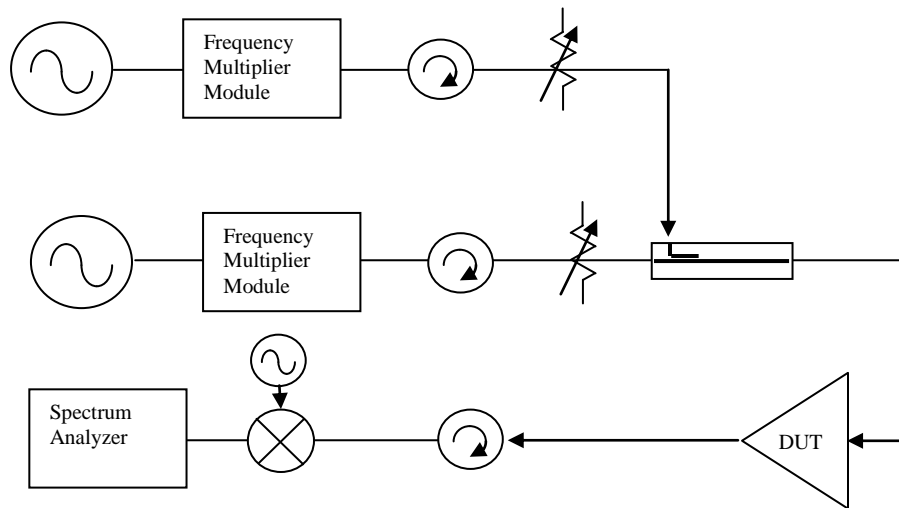 Frequency
Multiplier
Module
Frequency
Multiplier
Module
Spectrum
Analyzer
DUT